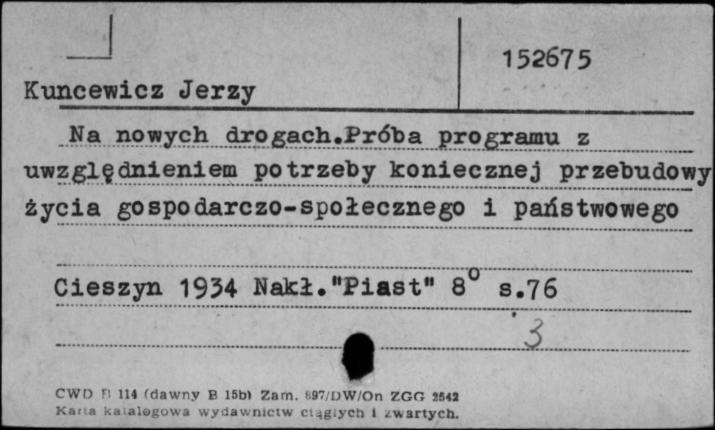 152675
Kuncewicz Jerzy
Na nowych drogach.Próba programu z
uwzględnieniem potrzeby koniecznej przebudowy
życia gospodarczo-społecznego i państwowego
Cieszyn 1934 Nakł."Piast" 8° s.76
3
CWD B 114 (dawny B 15b) Zam. 897/DW/On ZGG 2542
Karta katalogowa wydawnictw ciągłych i zwartych.